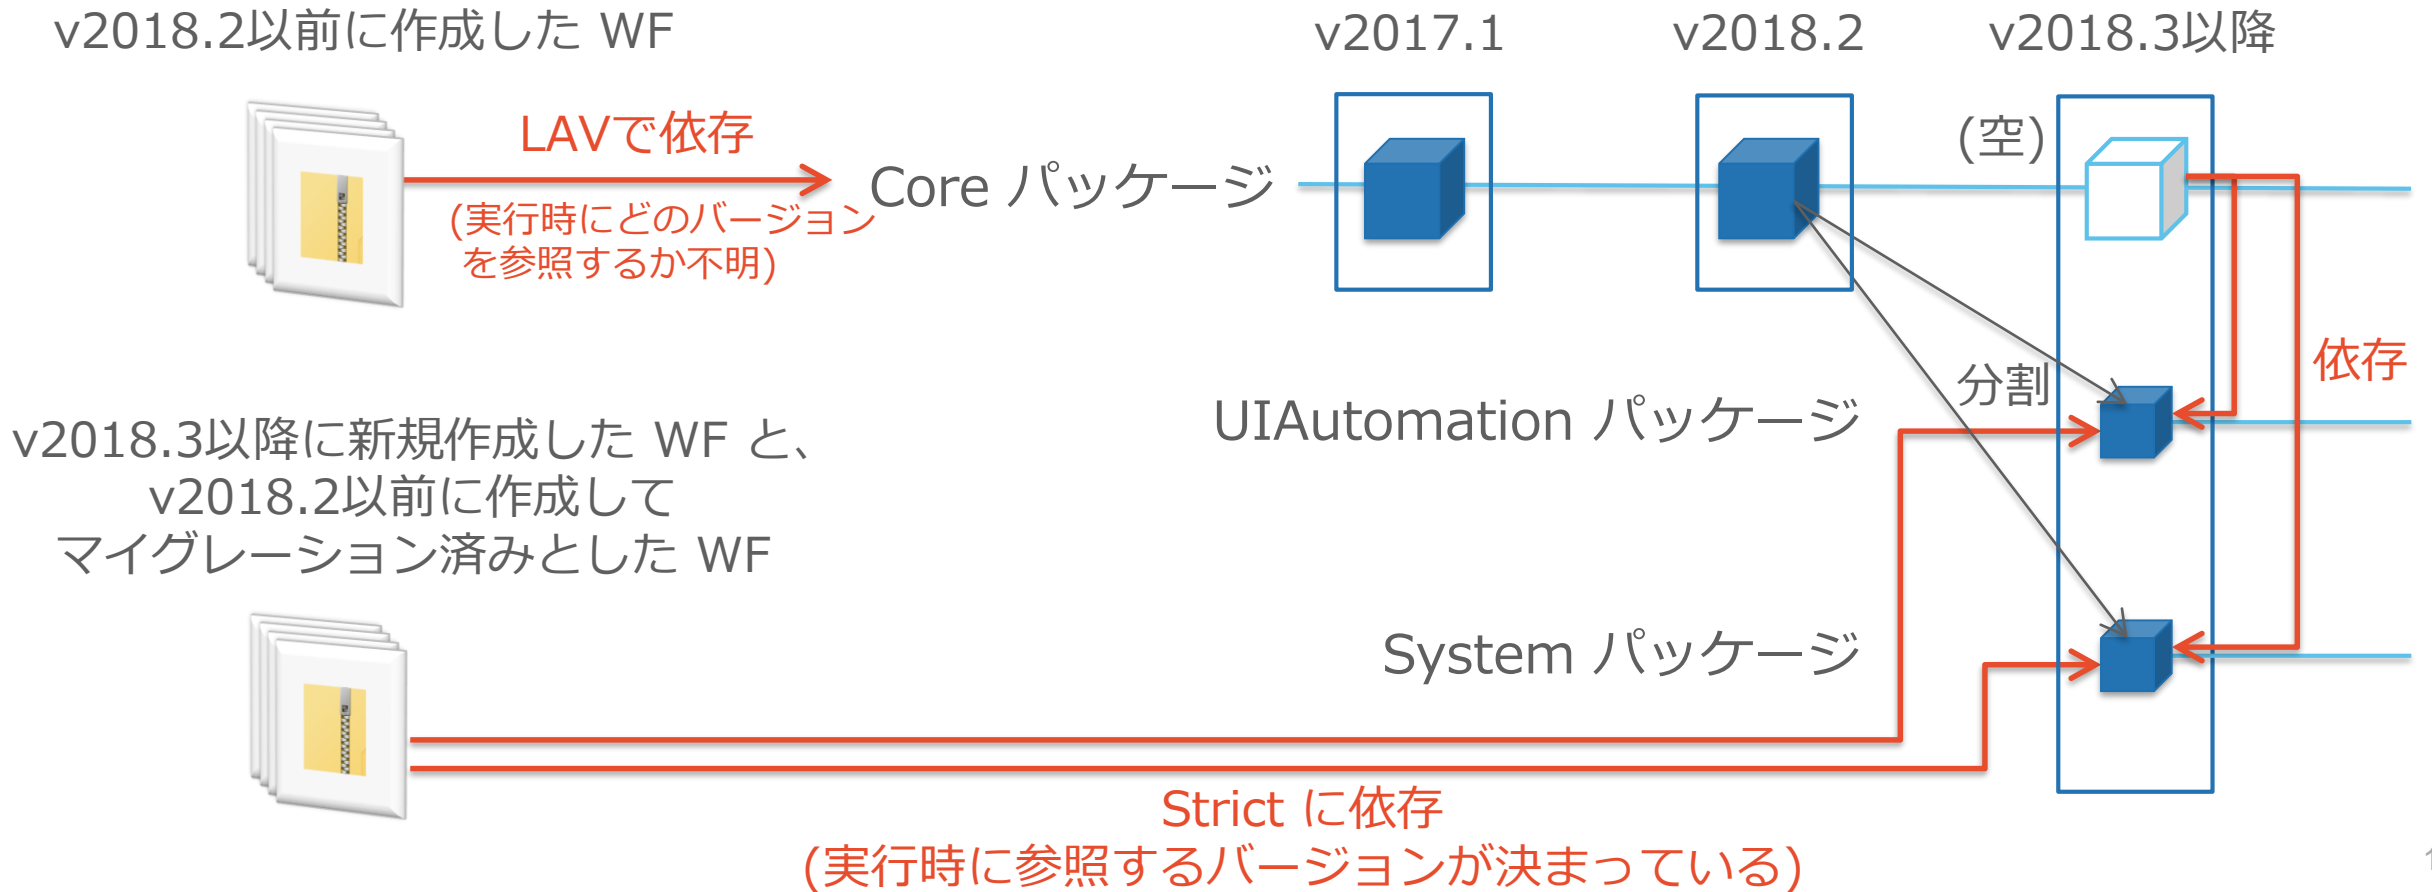 v2018.2以前に作成した WF
v2017.1
v2018.2
v2018.3以降
LAVで依存
(実行時にどのバージョン
を参照するか不明)
Core パッケージ
(空)
依存
分割
UIAutomation パッケージ
v2018.3以降に新規作成した WF と、
v2018.2以前に作成して
マイグレーション済みとした WF
System パッケージ
Strict に依存
(実行時に参照するバージョンが決まっている)